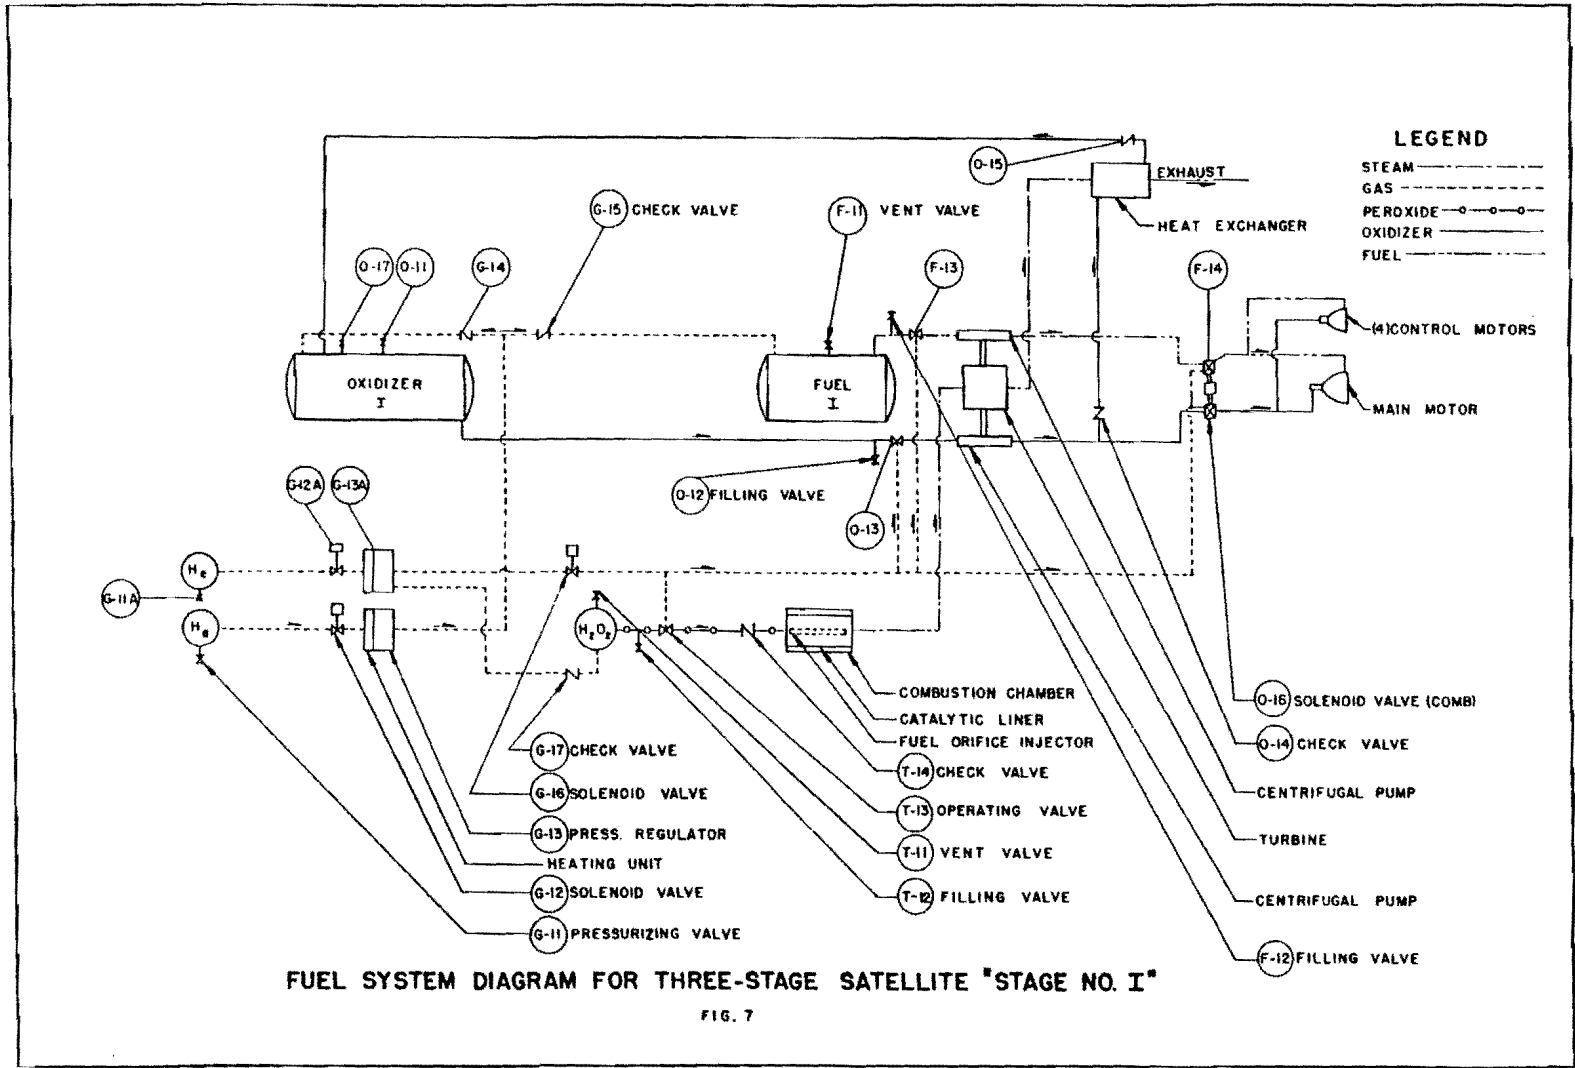 LEGEND
STEAM
GAS
PEROXIDE
OXIDIZER
FUEL
O-15
EXHAUST
HEAT EXCHANGER
G-15 CHECK VALVE
F-11 VENT VALVE
O-17
O-11
G-14
F-13
F-14
(4)CONTROL MOTORS
OXIDIZER
I
FUEL
I
MAIN MOTOR
O-12 FILLING VALVE
O-13
G-12A
G-13A
He
G-11A
He
H2O2
COMBUSTION CHAMBER
CATALYTIC LINER
FUEL ORIFICE INJECTOR
T-14 CHECK VALVE
T-13 OPERATING VALVE
T-11 VENT VALVE
T-12 FILLING VALVE
G-17 CHECK VALVE
G-16 SOLENOID VALVE
G-13 PRESS. REGULATOR
HEATING UNIT
G-12 SOLENOID VALVE
G-11 PRESSURIZING VALVE
O-16 SOLENOID VALVE (COMB)
O-14 CHECK VALVE
CENTRIFUGAL PUMP
TURBINE
CENTRIFUGAL PUMP
F-12 FILLING VALVE
FUEL SYSTEM DIAGRAM FOR THREE-STAGE SATELLITE "STAGE NO. I"
FIG. 7